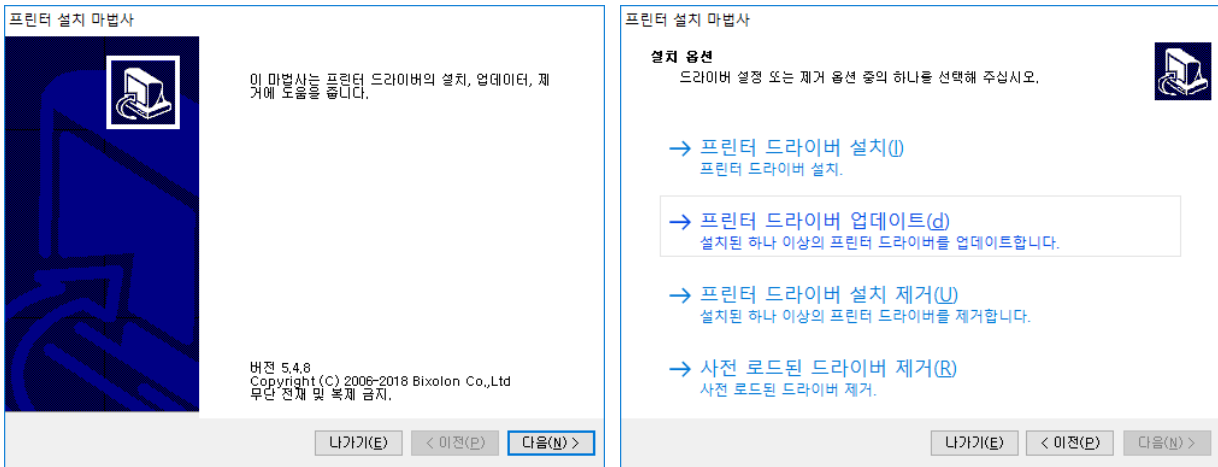 프린터 설치 마법사
이 마법사는 프린터 드라이버의 설치, 업데이터, 제
거에 도움을 줍니다.
버전 5.4.8
Copyright (C) 2006-2018 Bixolon Co.,Ltd
무단 전재 및 복제 금지.
나가기(E)
< 이전(P)
다음(N) >
프린터 설치 마법사
설치 옵션
드라이버 설정 또는 제거 옵션 중의 하나를 선택해 주십시오.
→ 프린터 드라이버 설치(I)
프린터 드라이버 설치.
→ 프린터 드라이버 업데이트(d)
설치된 하나 이상의 프린터 드라이버를 업데이트합니다.
→ 프린터 드라이버 설치 제거(U)
설치된 하나 이상의 프린터 드라이버를 제거합니다.
→ 사전 로드된 드라이버 제거(R)
사전 로드된 드라이버 제거.
나가기(E)
< 이전(P)
다음(N) >